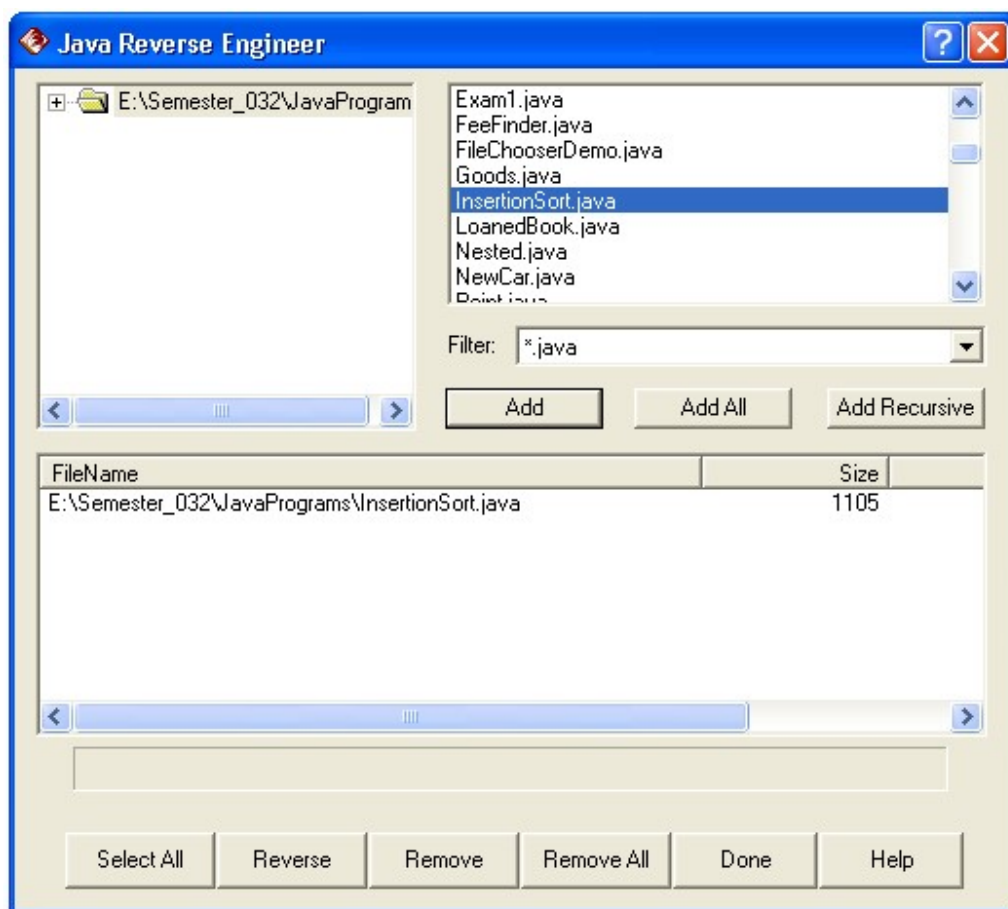 Java Reverse Engineer
E:\Semester_032\JavaProgram
Exam1.java
FeeFinder.java
FileChooserDemo.java
Goods.java
InsertionSort.java
LoanedBook.java
Nested.java
NewCar.java
Point.java
Filter: *.java
Add Add All Add Recursive
FileName Size
E:\Semester_032\JavaPrograms\InsertionSort.java 1105
Select All Reverse Remove Remove All Done Help